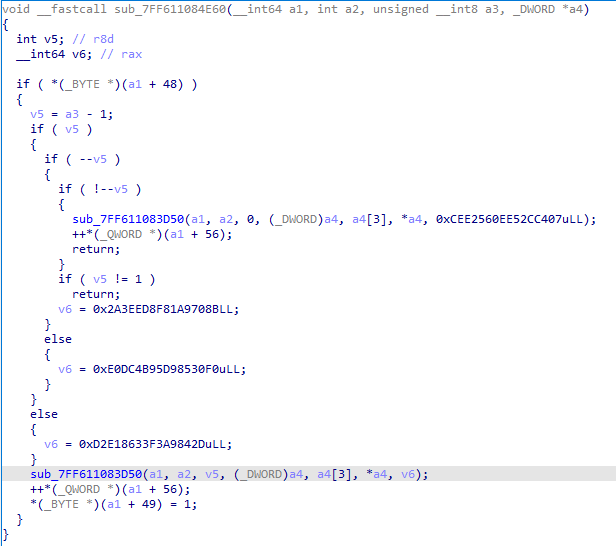 void __fastcall sub_7FF611084E60(__int64 a1, int a2, unsigned __int8 a3, _DWORD *a4)
{
  int v5; // r8d
  __int64 v6; // rax

  if ( *(_BYTE *)(a1 + 48) )
  {
    v5 = a3 - 1;
    if ( v5 )
    {
      if ( --v5 )
      {
        if ( !--v5 )
        {
          sub_7FF611083D50(a1, a2, 0, (_DWORD)a4, a4[3], *a4, 0xCEE2560EE52CC407uLL);
          ++*(_QWORD *)(a1 + 56);
          return;
        }
        if ( v5 != 1 )
          return;
        v6 = 0x2A3EED8F81A9708BLL;
      }
      else
      {
        v6 = 0xE0DC4B95D98530F0uLL;
      }
    }
    else
    {
      v6 = 0xD2E18633F3A9842DuLL;
    }
    sub_7FF611083D50(a1, a2, v5, (_DWORD)a4, a4[3], *a4, v6);
    ++*(_QWORD *)(a1 + 56);
    *(_BYTE *)(a1 + 49) = 1;
  }
}